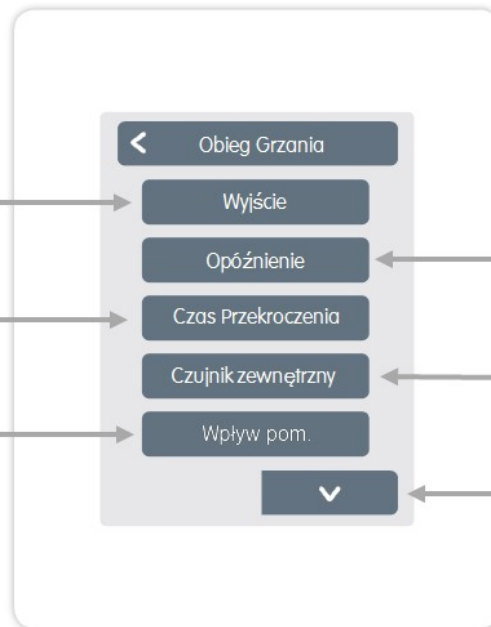 Obieg Grzania
Wyjście
Opóźnienie
Czas Przekroczenia
Czujnik zewnętrzny
Wpływ pom.